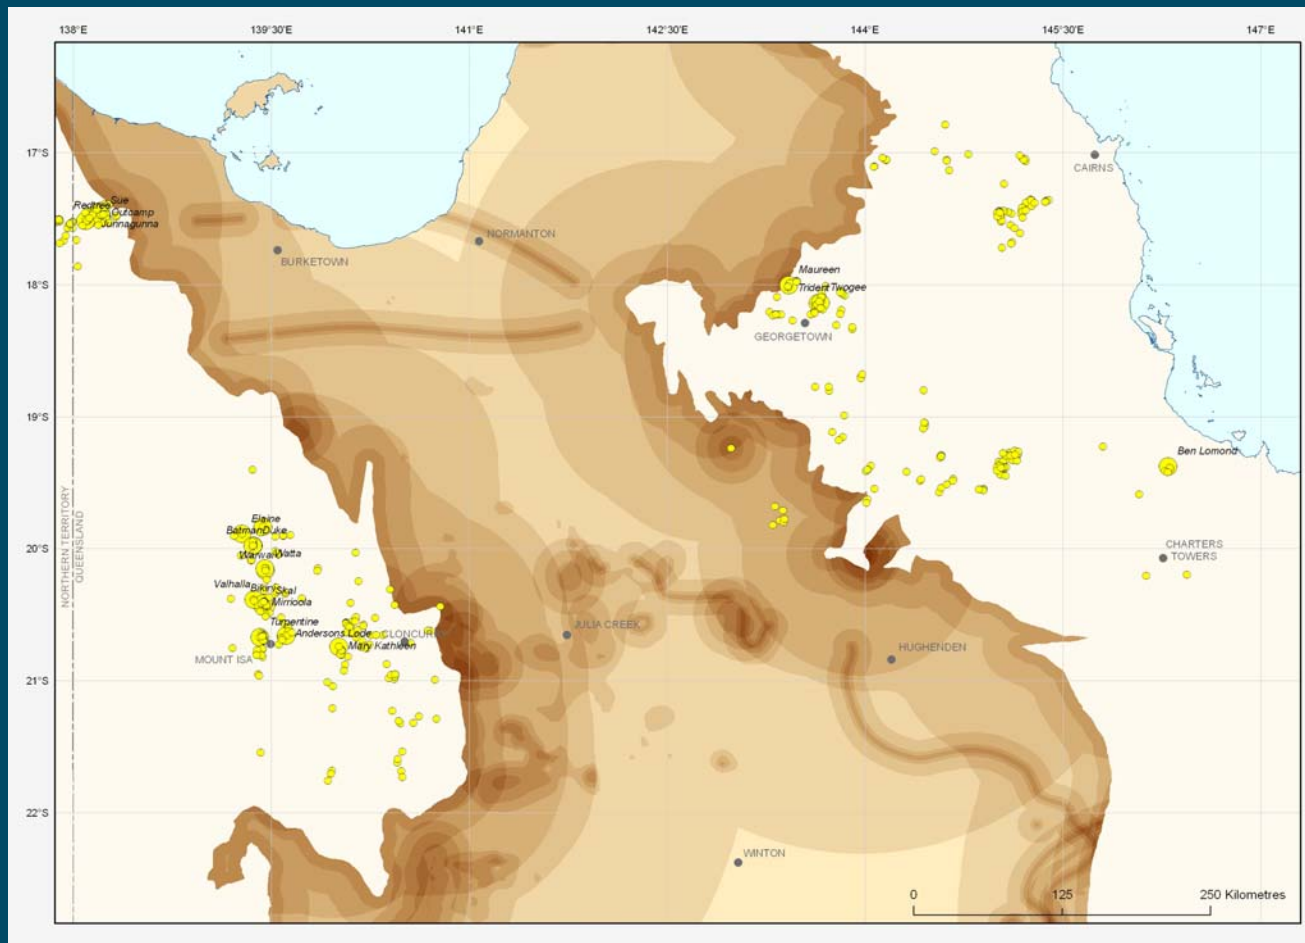 138°E
139°30'E
141°E
142°30'E
144°E
145°30'E
147°E
17°S
CAIRNS
Sue
Redtree
Outcamp
Junnagunna
NORMANTON
BURKETOWN
Maureen
18°S
Trident Twogee
GEORGETOWN
19°S
Ben Lomond
NORTHERN TERRITORY
QUEENSLAND
Elaine
Batman Duke
20°S
Warwai Watta
CHARTERS
TOWERS
Valhalla
Bikini Skal
Mirrioola
Turpentine
Andersons Lode
CLONCURRY
JULIA CREEK
Mary Kathleen
MOUNT ISA
HUGHENDEN
21°S
22°S
WINTON
0
125
250 Kilometres